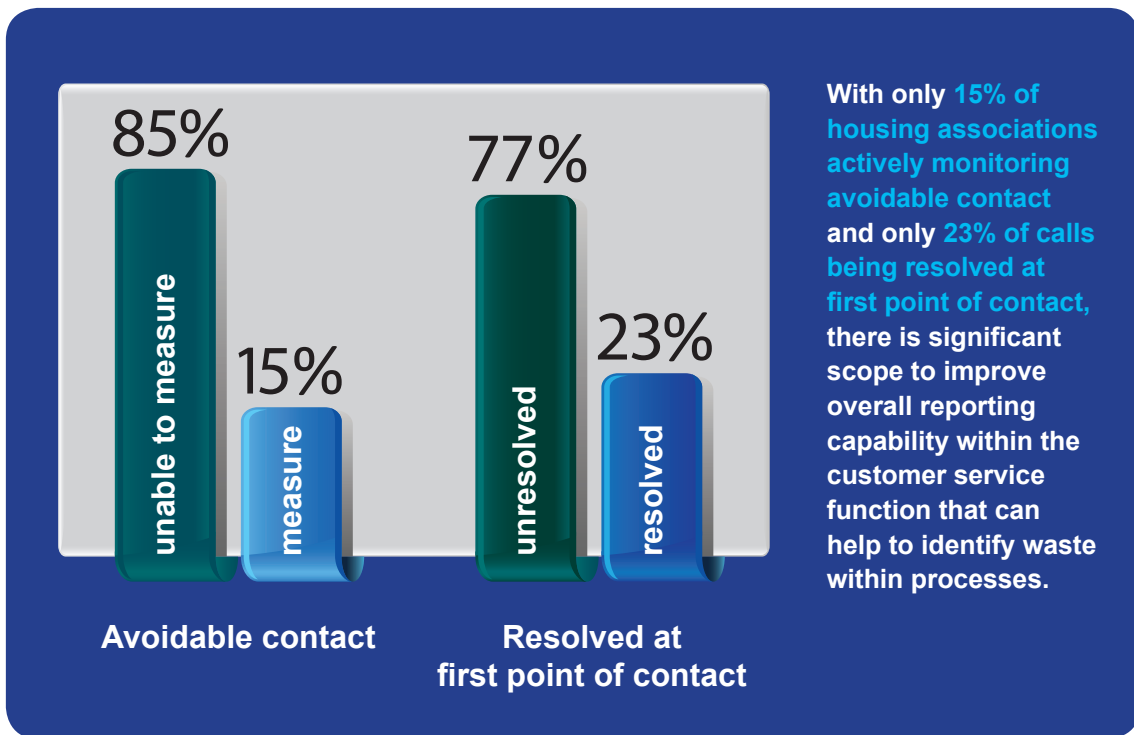 85%
unable to measure
15%
measure
Avoidable contact
77%
unresolved
23%
resolved
Resolved at
first point of contact
With only 15% of
housing associations
actively monitoring
avoidable contact
and only 23% of calls
being resolved at
first point of contact,
there is significant
scope to improve
overall reporting
capability within the
customer service
function that can
help to identify waste
within processes.